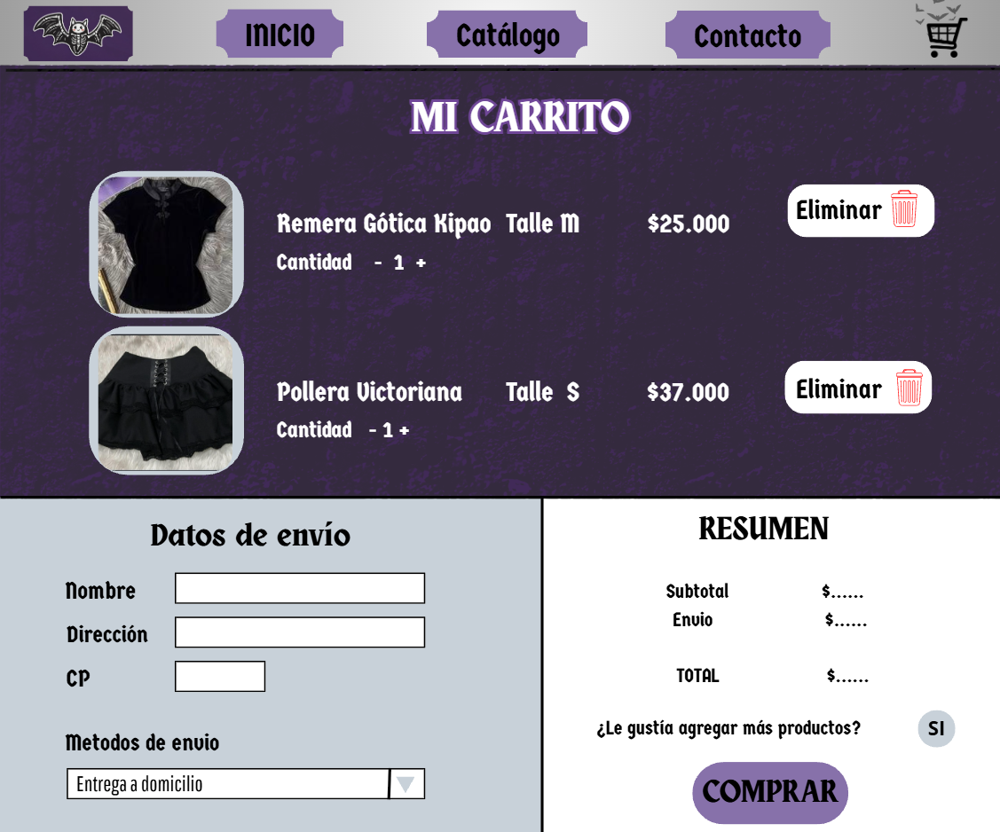 INICIO Catálogo Contacto
MI CARRITO
Remera Gótica Kipao Talle M $25.000 Eliminar
Cantidad - 1 +
Pollera Victoriana Talle S $37.000 Eliminar
Cantidad - 1 +
Datos de envío
Nombre
Dirección
CP
Metodos de envio
Entrega a domicilio
RESUMEN
Subtotal $......
Envio $......
TOTAL $......
¿Le gustía agregar más productos? SI
COMPRAR